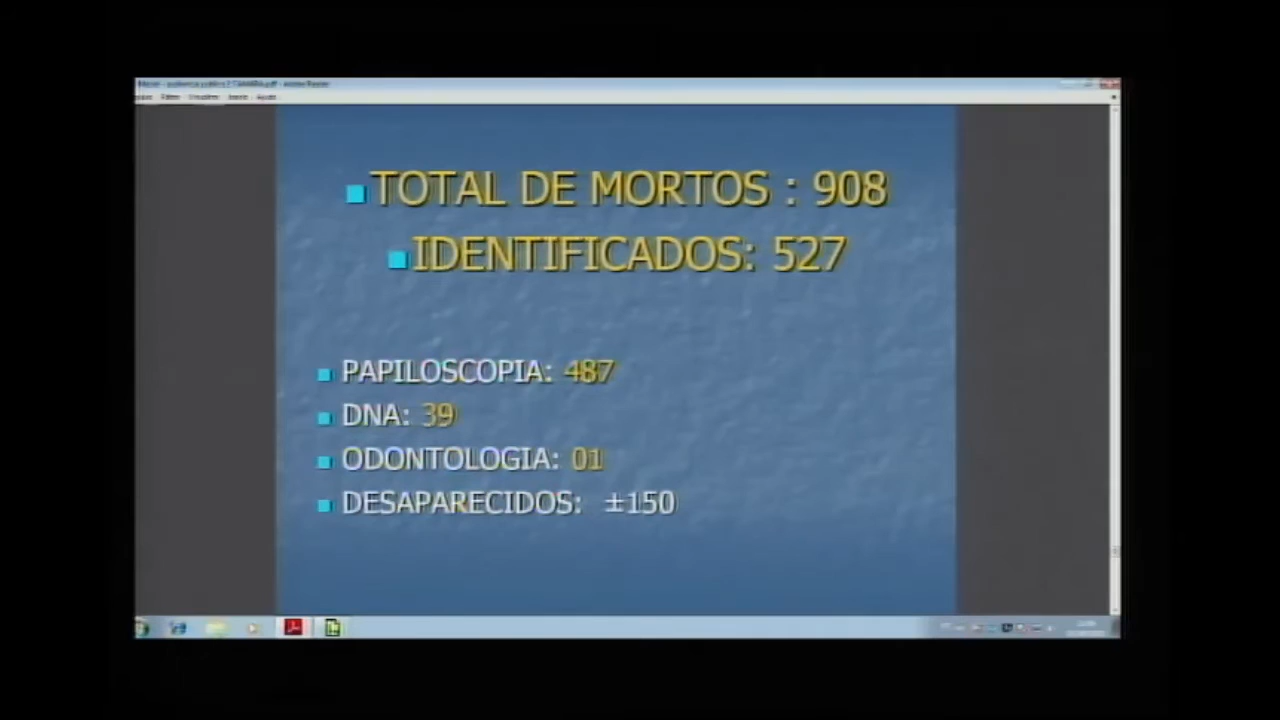 TOTAL DE MORTOS : 908
IDENTIFICADOS: 527
PAPILOSCOPIA: 487
DNA: 39
ODONTOLOGIA: 01
DESAPARECIDOS: ±150